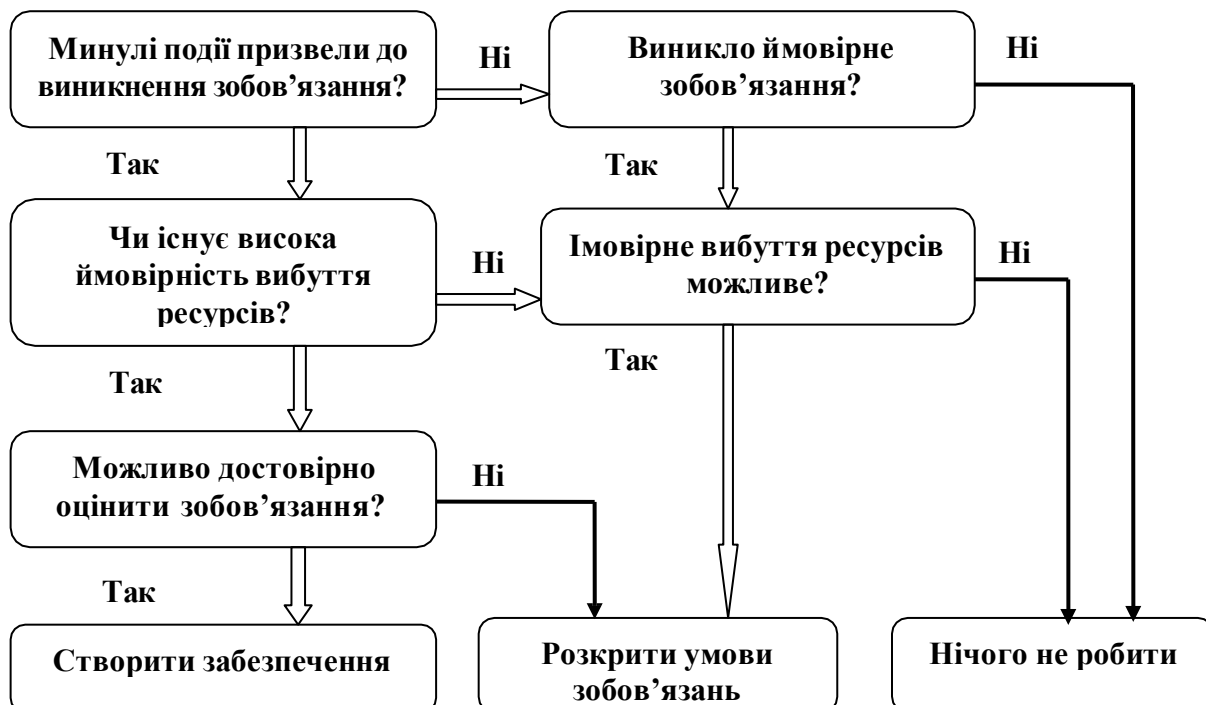 Минулі події призвели до
виникнення зобов’язання?
Ні
Виникло ймовірне
зобов’язання?
Ні
Так
Так
Чи існує висока
ймовірність вибуття
ресурсів?
Ні
Імовірне вибуття ресурсів
можливе?
Ні
Так
Так
Можливо достовірно
оцінити зобов’язання?
Ні
Так
Створити забезпечення
Розкрити умови
зобов’язань
Нічого не робити